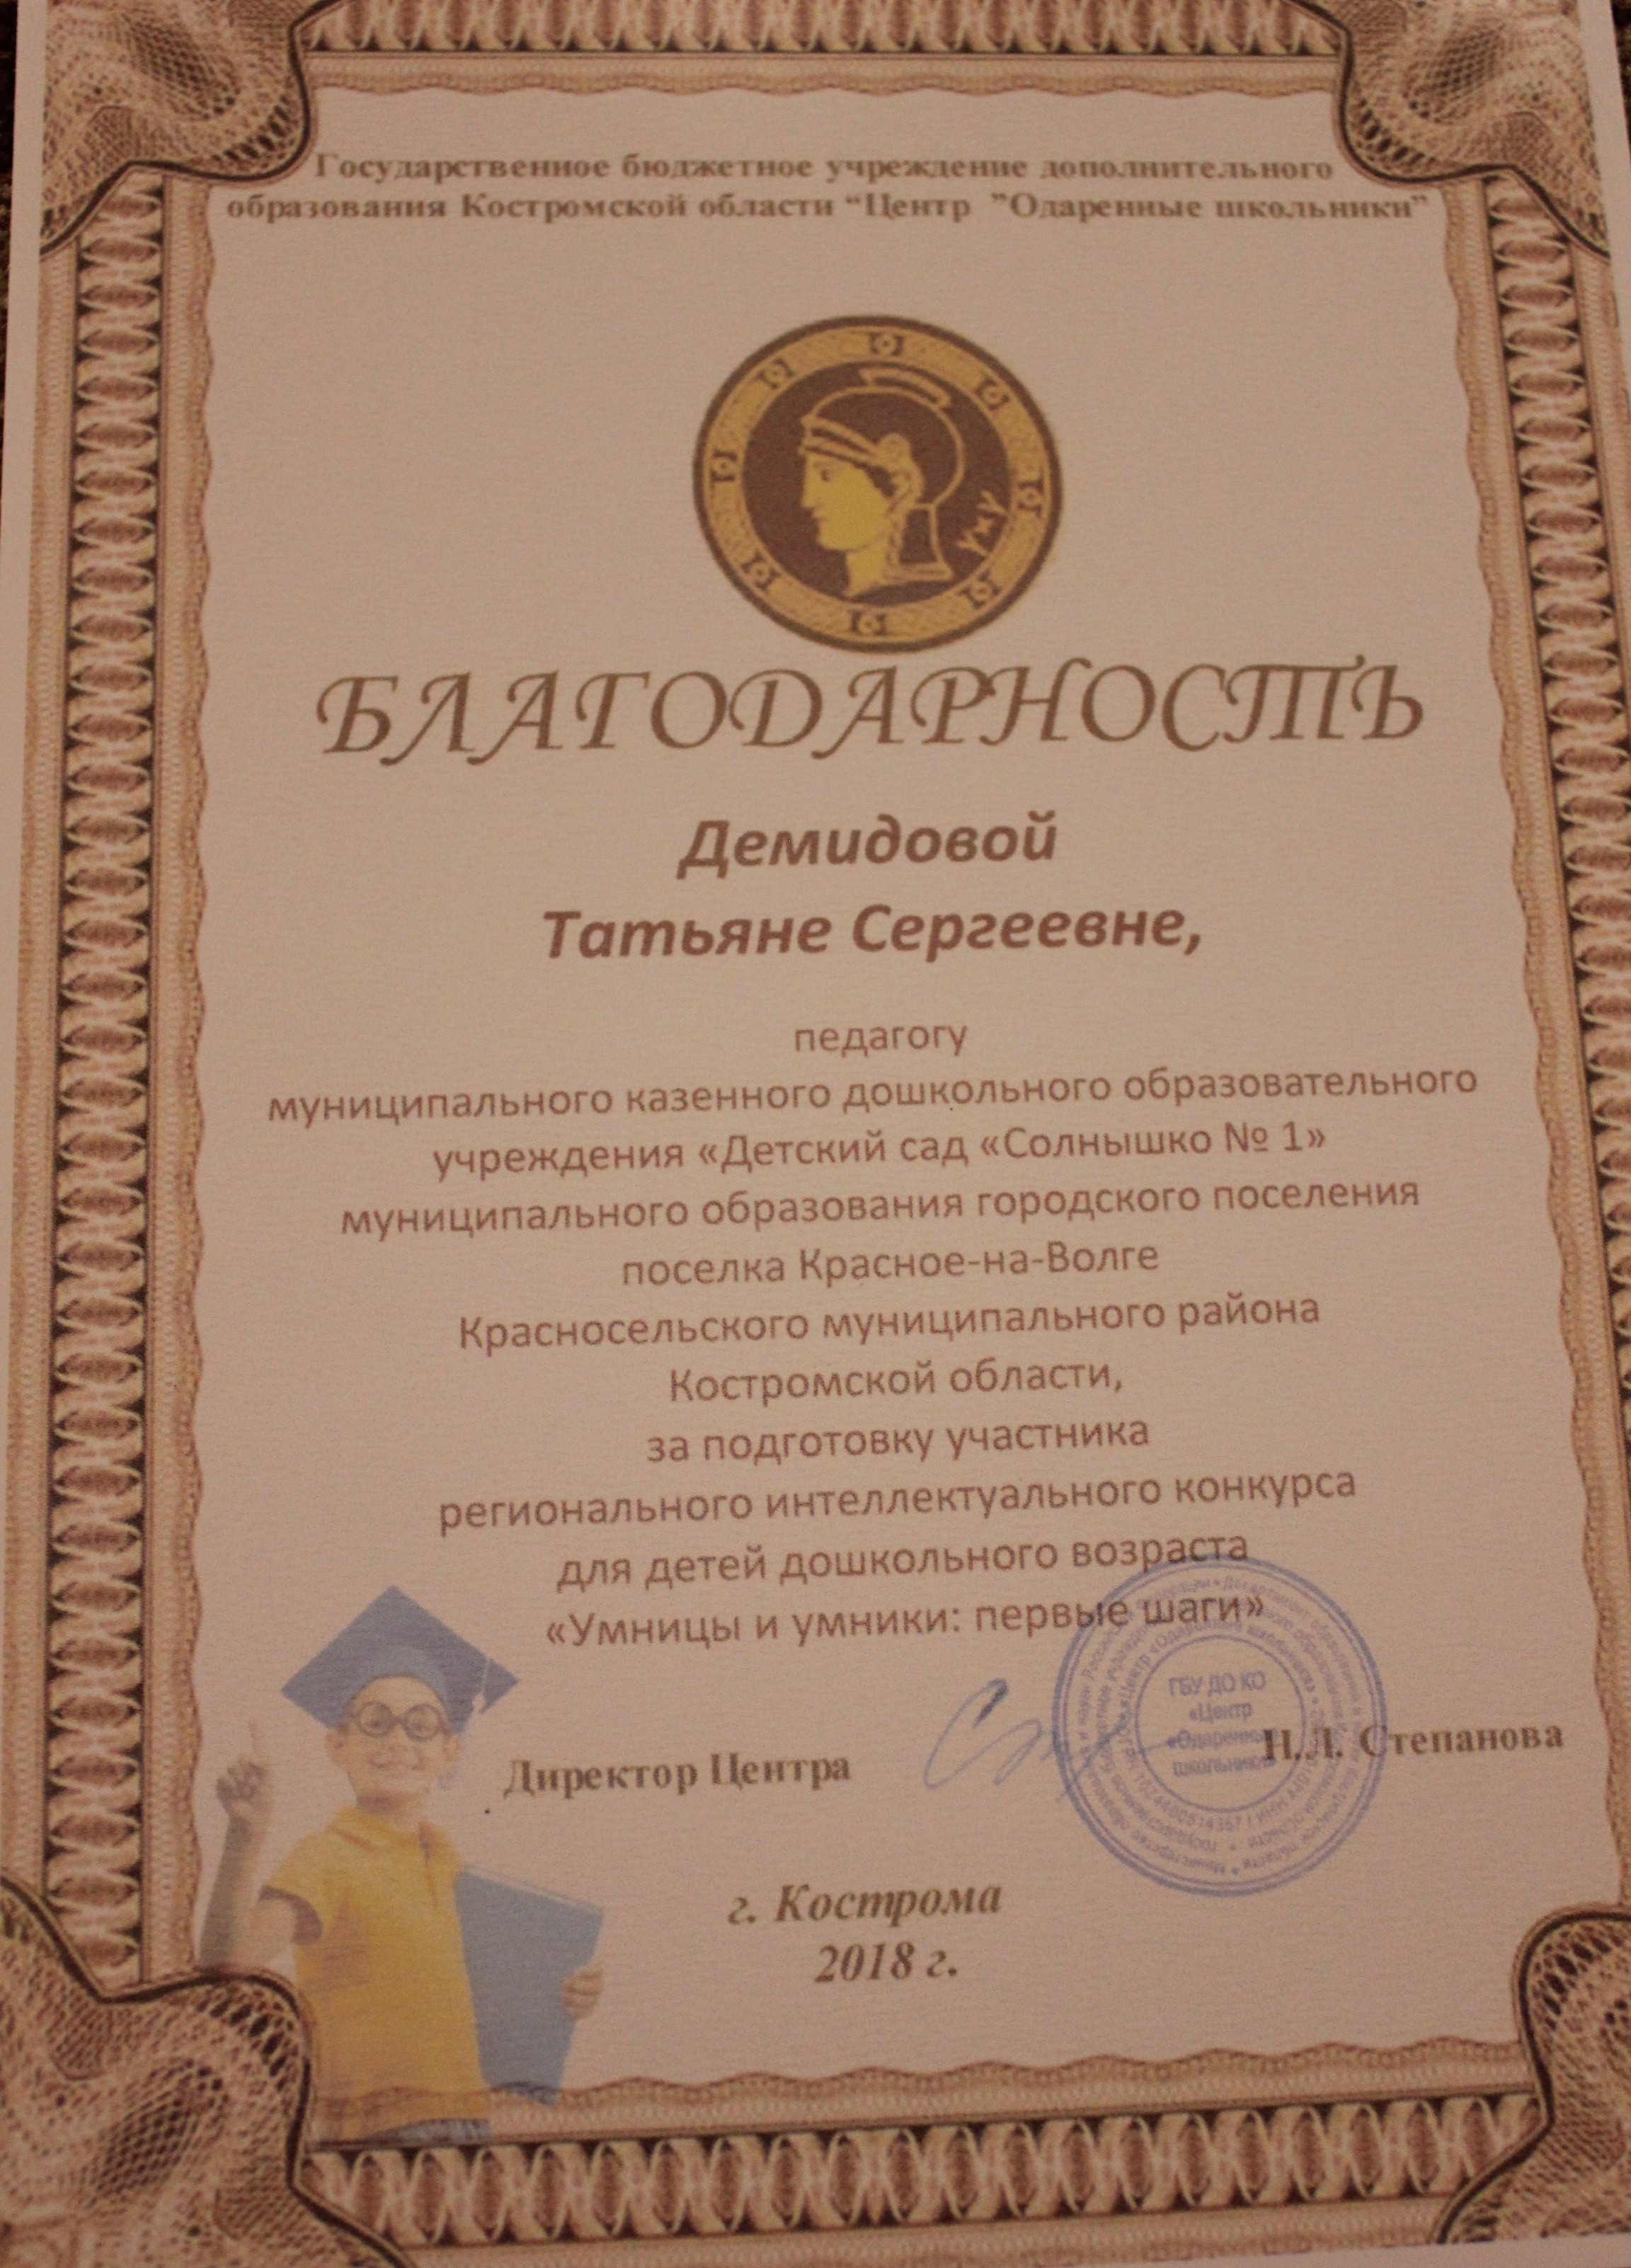 Государственное бюджетное учреждение дополнительного
образования Костромской области “Центр ”Одаренные школьники”
УКУ
БЛАГОДАРНОСТЬ
Демидовой
Татьяне Сергеевне,
педагогу
муниципального казенного дошкольного образовательного
учреждения «Детский сад «Солнышко № 1»
муниципального образования городского поселения
поселка Красное-на-Волге
Красносельского муниципального района
Костромской области,
за подготовку участника
регионального интеллектуального конкурса
для детей дошкольного возраста
«Умницы и умники: первые шаги»
Директор Центра
Н.Л. Степанова
ГБУ ДО КО
«Центр
«Одаренные
школьники»
г. Кострома
2018 г.